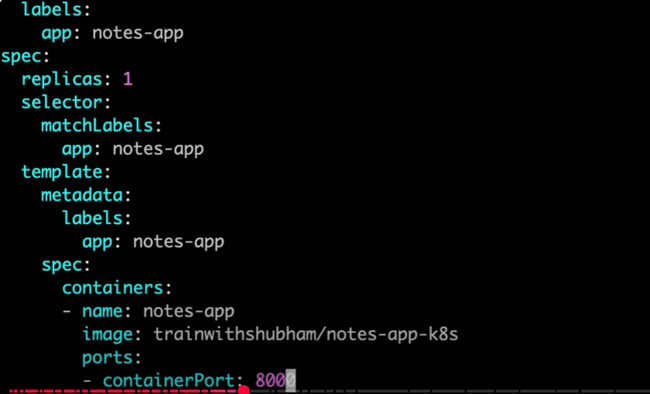 labels:
app: notes-app
spec:
replicas: 1
selector:
matchLabels:
app: notes-app
template:
metadata:
labels:
app: notes-app
spec:
containers:
- name: notes-app
image: trainwithshubham/notes-app-k8s
ports:
- containerPort: 8000